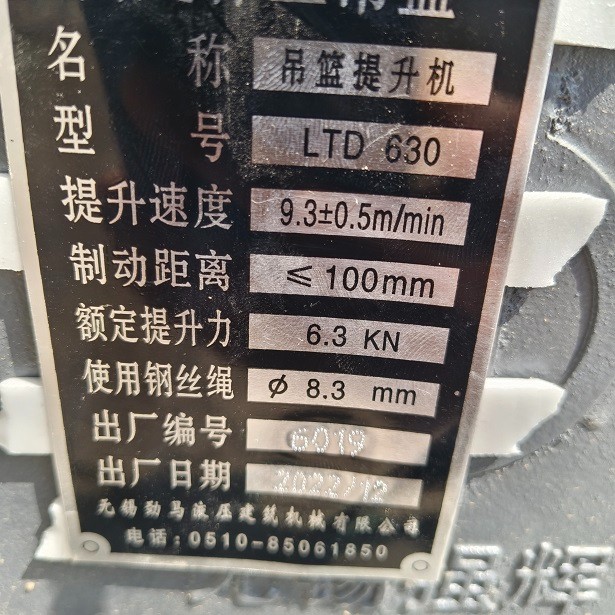 名称 吊篮提升机
型号 LTD 630
提升速度 9.3±0.5m/min
制动距离 ≤ 100mm
额定提升力 6.3 KN
使用钢丝绳 ϕ 8.3 mm
出厂编号 6019
出厂日期 2022/12
无锡劲马液压建筑机械有限公司
电话:0510-85061850